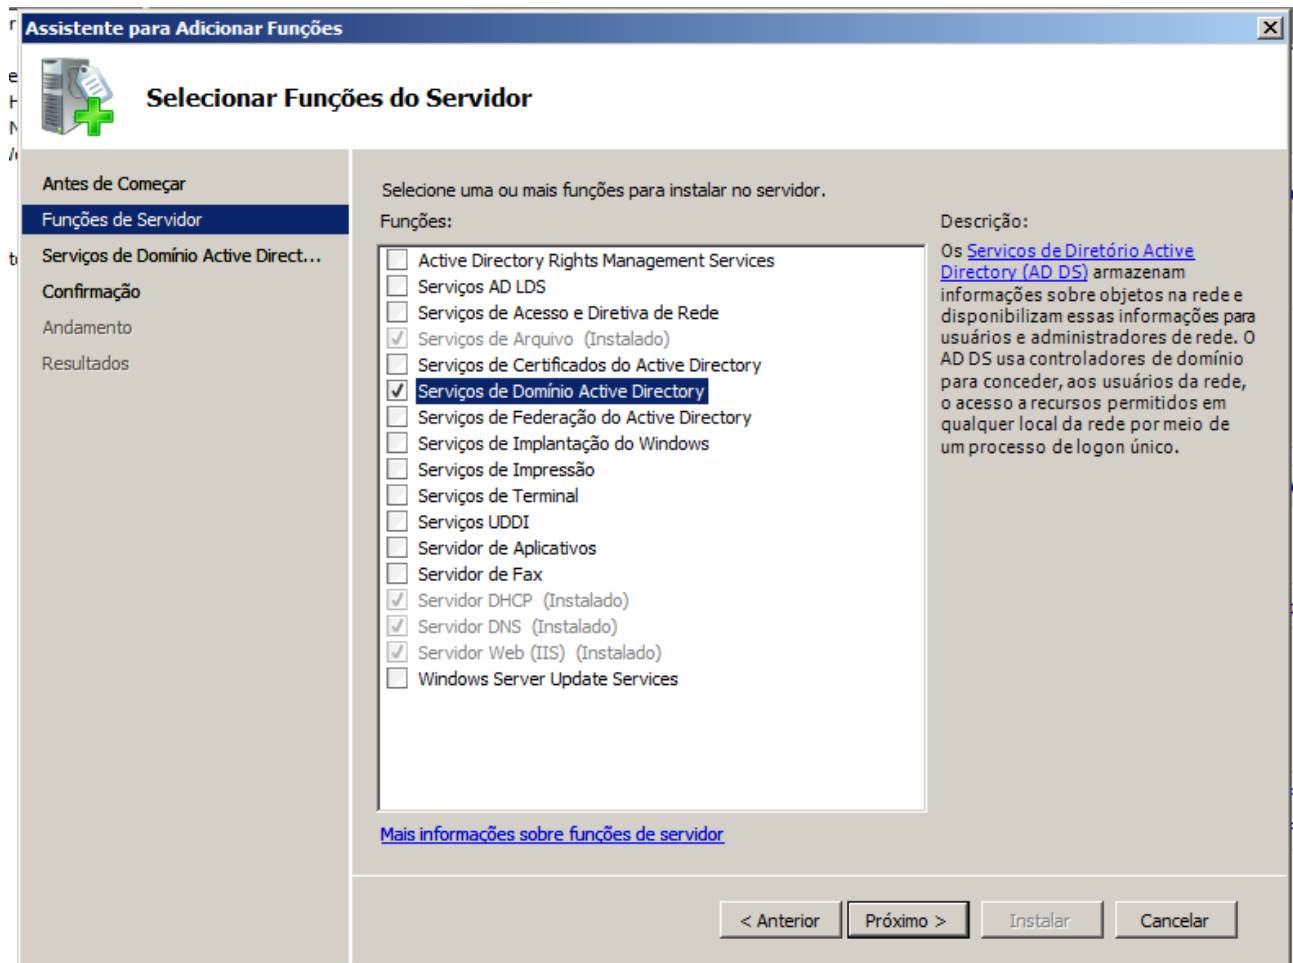 Assistente para Adicionar Funções
Selecionar Funções do Servidor
Antes de Começar
Funções de Servidor
Serviços de Domínio Active Direct...
Confirmação
Andamento
Resultados
Selecione uma ou mais funções para instalar no servidor.
Funções:
Active Directory Rights Management Services
Serviços AD LDS
Serviços de Acesso e Diretiva de Rede
Serviços de Arquivo (Instalado)
Serviços de Certificados do Active Directory
Serviços de Domínio Active Directory
Serviços de Federação do Active Directory
Serviços de Implantação do Windows
Serviços de Impressão
Serviços de Terminal
Serviços UDDI
Servidor de Aplicativos
Servidor de Fax
Servidor DHCP (Instalado)
Servidor DNS (Instalado)
Servidor Web (IIS) (Instalado)
Windows Server Update Services
Mais informações sobre funções de servidor
Descrição:
Os Serviços de Diretório Active
Directory (AD DS) armazenam
informações sobre objetos na rede e
disponibilizam essas informações para
usuários e administradores de rede. O
AD DS usa controladores de domínio
para conceder, aos usuários da rede,
o acesso a recursos permitidos em
qualquer local da rede por meio de
um processo de logon único.
< Anterior
Próximo >
Instalar
Cancelar